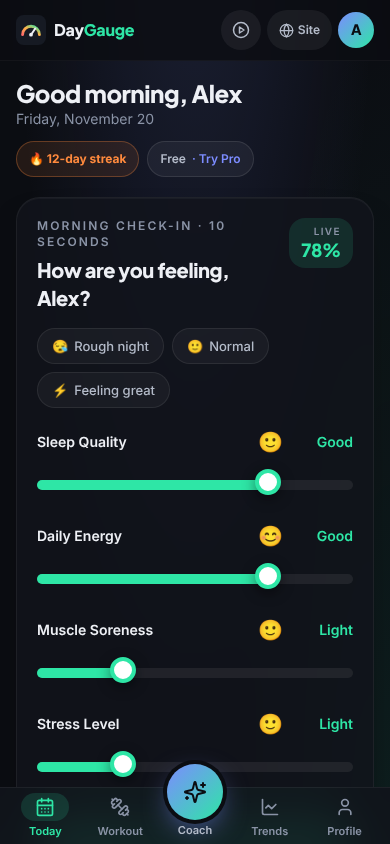 DayGauge
Site
A
Good morning, Alex
Friday, November 20
🔥 12-day streak
Free · Try Pro
MORNING CHECK-IN · 10
SECONDS
LIVE
78%
How are you feeling,
Alex?
😪 Rough night
🙂 Normal
⚡ Feeling great
Sleep Quality 🙂 Good
Daily Energy 😊 Good
Muscle Soreness 🙂 Light
Stress Level 🙂 Light
Today
Workout
Coach
Trends
Profile